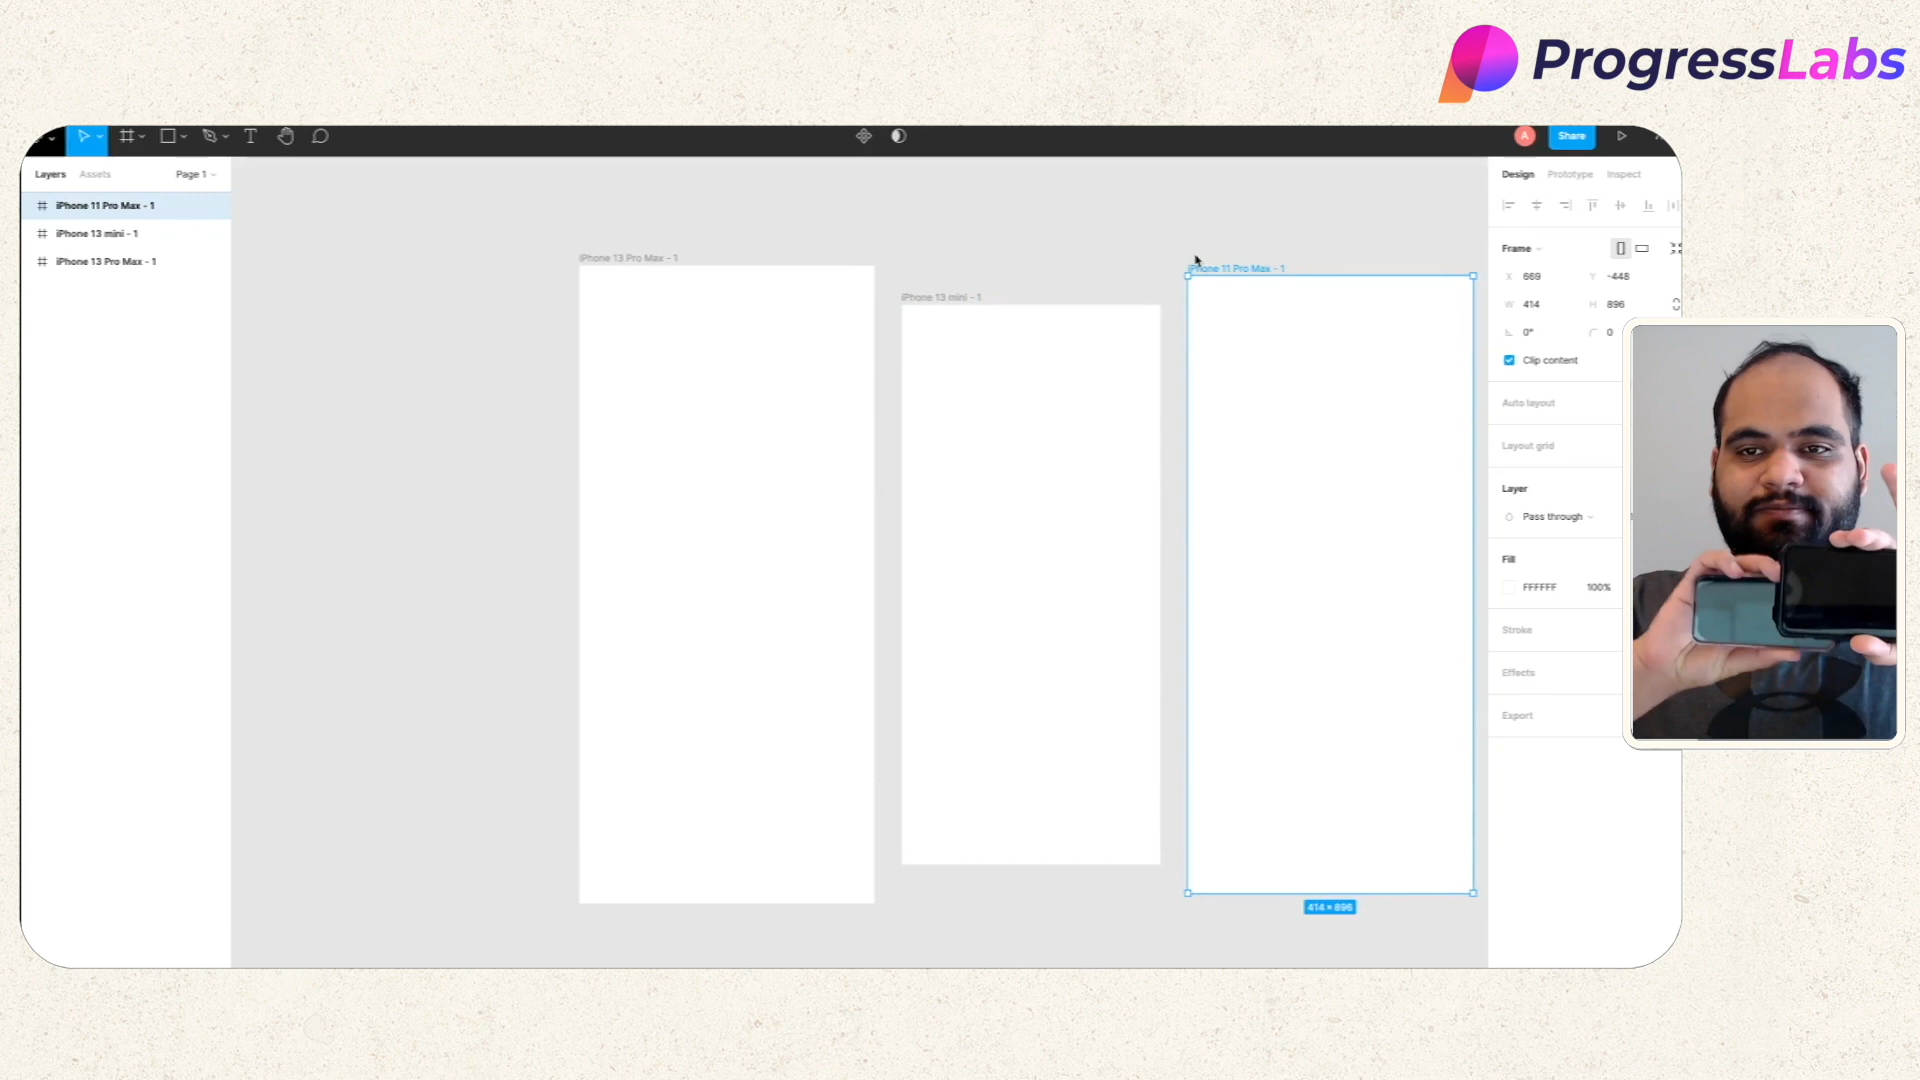 ProgressLabs
A
Share
Layers Assets Page 1
Design Prototype Inspect
iPhone 11 Pro Max - 1
iPhone 13 mini - 1
iPhone 13 Pro Max - 1
iPhone 13 Pro Max - 1
iPhone 13 mini - 1
iPhone 11 Pro Max - 1
414 × 896
Frame
X 669 Y -448
W 414 H 896
0° 0
Clip content
Auto layout
Layout grid
Layer
Pass through
Fill
FFFFFF 100%
Stroke
Effects
Export